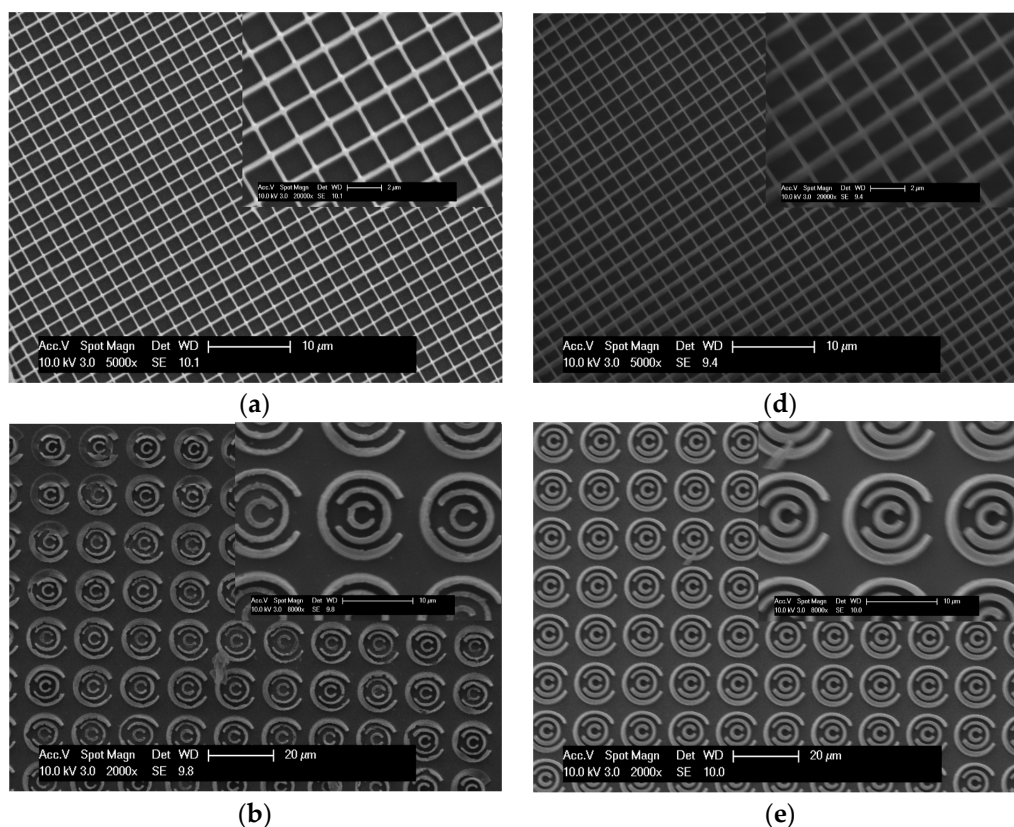 Acc.V Spot Magn Det WD 2 µm
10.0 kV 3.0 20000x SE 10.1
Acc.V Spot Magn Det WD 10 µm
10.0 kV 3.0 5000x SE 10.1
(a)
Acc.V Spot Magn Det WD 2 µm
10.0 kV 3.0 20000x SE 9.4
Acc.V Spot Magn Det WD 10 µm
10.0 kV 3.0 5000x SE 9.4
(d)
Acc.V Spot Magn Det WD 10 µm
10.0 kV 3.0 8000x SE 9.8
Acc.V Spot Magn Det WD 20 µm
10.0 kV 3.0 2000x SE 9.8
(b)
Acc.V Spot Magn Det WD 10 µm
10.0 kV 3.0 8000x SE 10.0
Acc.V Spot Magn Det WD 20 µm
10.0 kV 3.0 2000x SE 10.0
(e)